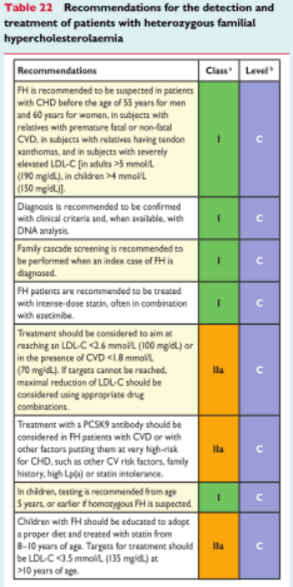 Table 22 Recommendations for the detection and
treatment of patients with heterozygous familial
hypercholesterolaemia
Recommendations Class a Level b
FH is recommended to be suspected in patients
with CHD before the age of 55 years for men
and 60 years for women, in subjects with
relatives with premature fatal or non-fatal
CVD, in subjects with relatives having tendon
xanthomas, and in subjects with severely
elevated LDL-C [in adults >5 mmol/L
(190 mg/dL), in children >4 mmol/L
(150 mg/dL)].
I C
Diagnosis is recommended to be confirmed
with clinical criteria and, when available, with
DNA analysis.
I C
Family cascade screening is recommended to
be performed when an index case of FH is
diagnosed.
I C
FH patients are recommended to be treated
with intense-dose statin, often in combination
with ezetimibe.
I C
Treatment should be considered to aim at
reaching an LDL-C <2.6 mmol/L (100 mg/dL) or
in the presence of CVD <1.8 mmol/L
(70 mg/dL). If targets cannot be reached,
maximal reduction of LDL-C should be
considered using appropriate drug
combinations.
IIa C
Treatment with a PCSK9 antibody should be
considered in FH patients with CVD or with
other factors putting them at very high-risk
for CHD, such as other CV risk factors, family
history, high Lp(a) or statin intolerance.
IIa C
In children, testing is recommended from age
5 years, or earlier if homozygous FH is suspected.
I C
Children with FH should be educated to adopt
a proper diet and treated with statin from
8–10 years of age. Targets for treatment should
be LDL-C <3.5 mmol/L (135 mg/dL) at
>10 years of age.
IIa C